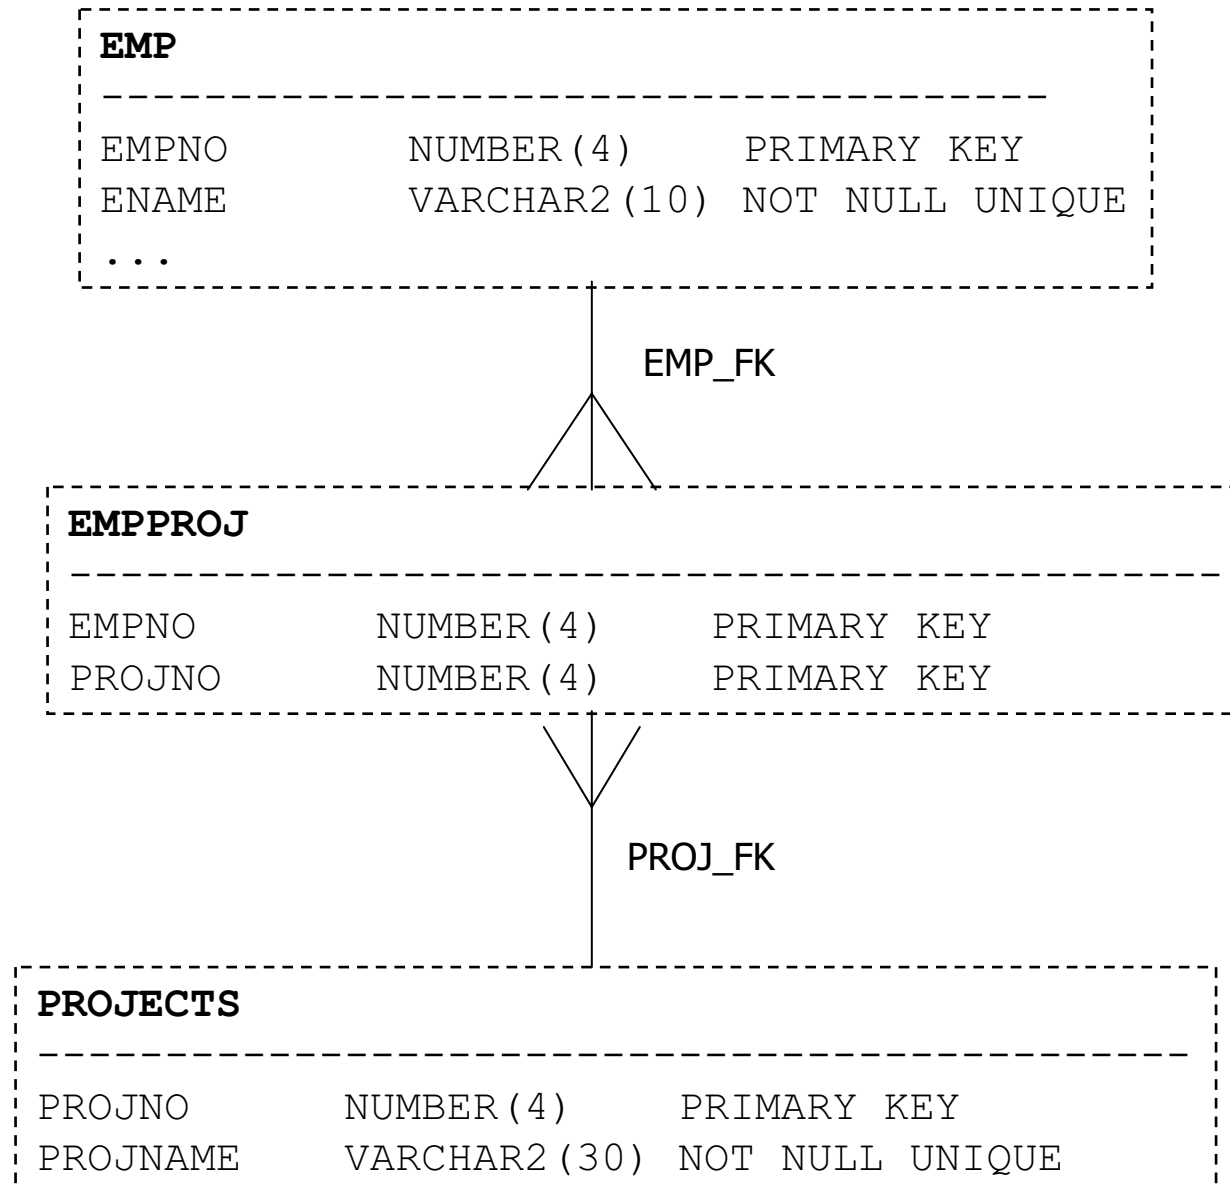 EMP
-------------------------------------
EMPNO NUMBER(4) PRIMARY KEY
ENAME VARCHAR2(10) NOT NULL UNIQUE
...
EMP_FK
EMPPROJ
---------------------------------------------
EMPNO NUMBER(4) PRIMARY KEY
PROJNO NUMBER(4) PRIMARY KEY
PROJ_FK
PROJECTS
---------------------------------------------
PROJNO NUMBER(4) PRIMARY KEY
PROJNAME VARCHAR2(30) NOT NULL UNIQUE